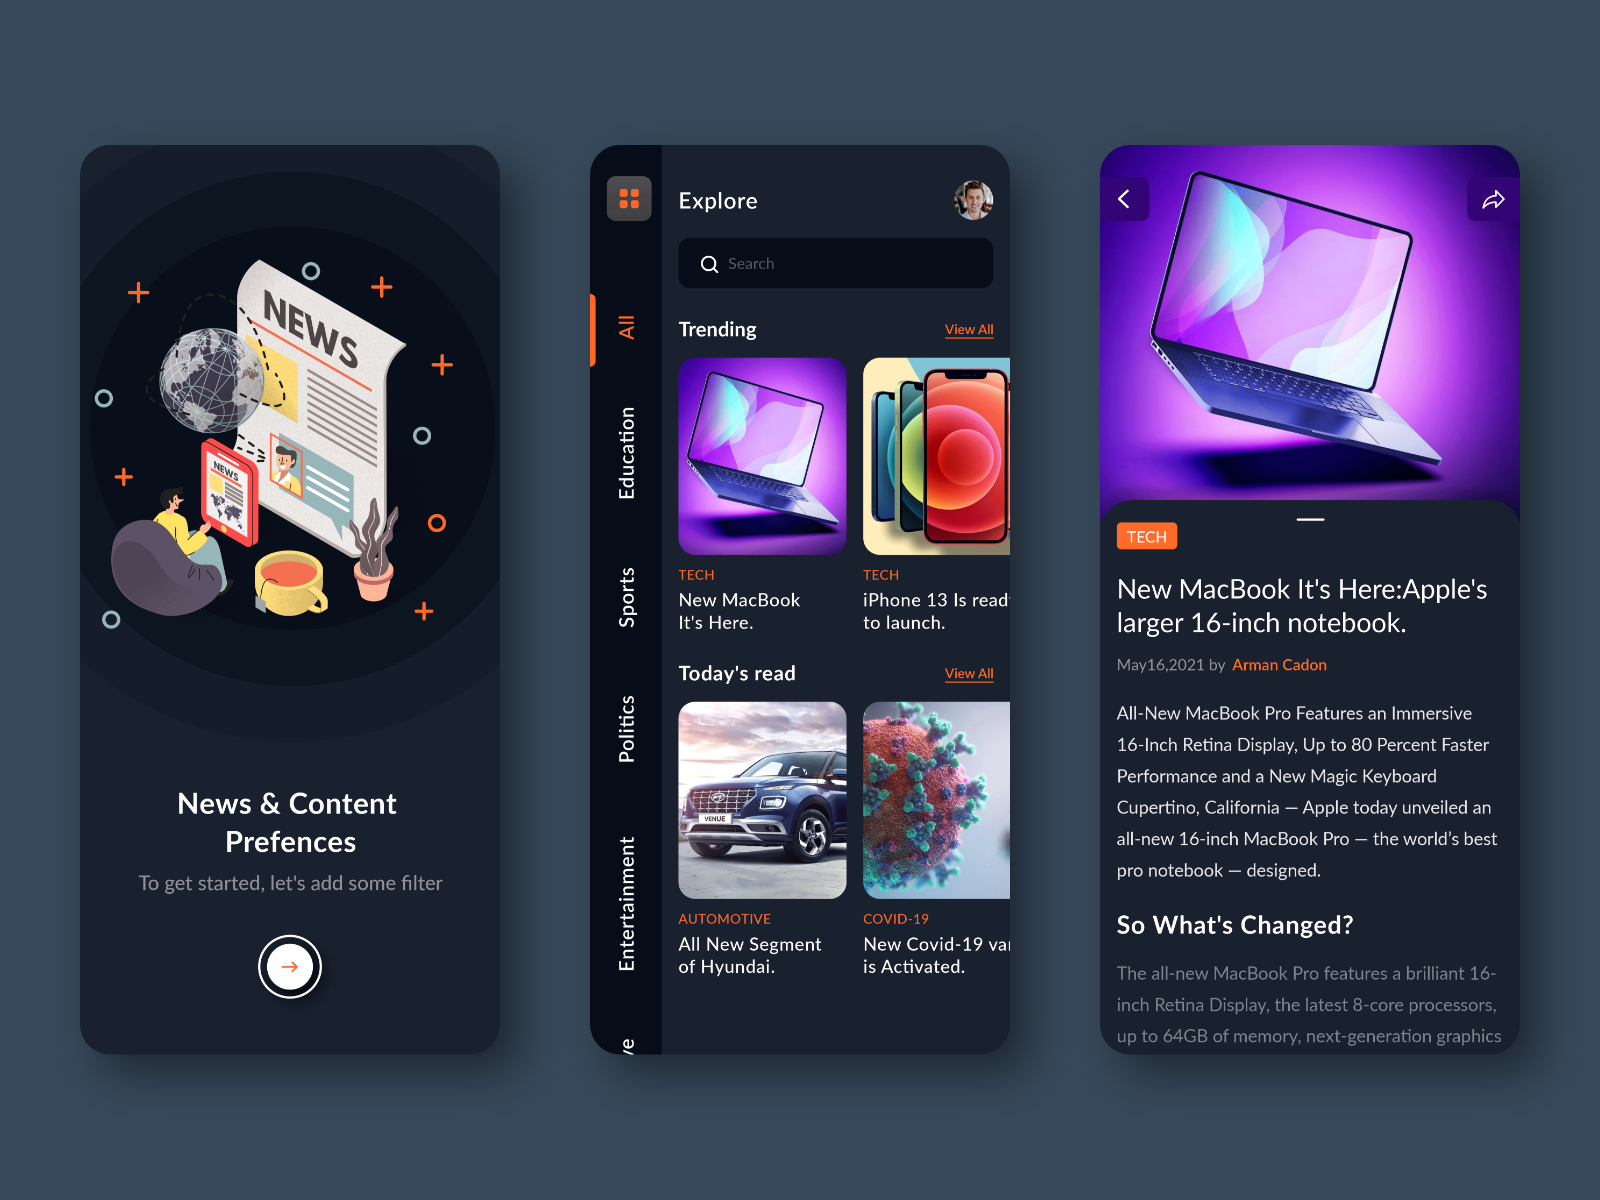 NEWS
NEWS
News & Content
Prefences
To get started, let's add some filter
All
Education
Sports
Politics
Entertainment
ve
Explore
Search
Trending
View All
TECH
New MacBook
It's Here.
TECH
iPhone 13 Is read
to launch.
Today's read
View All
VENUE
AUTOMOTIVE
All New Segment
of Hyundai.
COVID-19
New Covid-19 var
is Activated.
TECH
New MacBook It's Here:Apple's
larger 16-inch notebook.
May16,2021 by Arman Cadon
All-New MacBook Pro Features an Immersive
16-Inch Retina Display, Up to 80 Percent Faster
Performance and a New Magic Keyboard
Cupertino, California — Apple today unveiled an
all-new 16-inch MacBook Pro — the world’s best
pro notebook — designed.
So What's Changed?
The all-new MacBook Pro features a brilliant 16-
inch Retina Display, the latest 8-core processors,
up to 64GB of memory, next-generation graphics